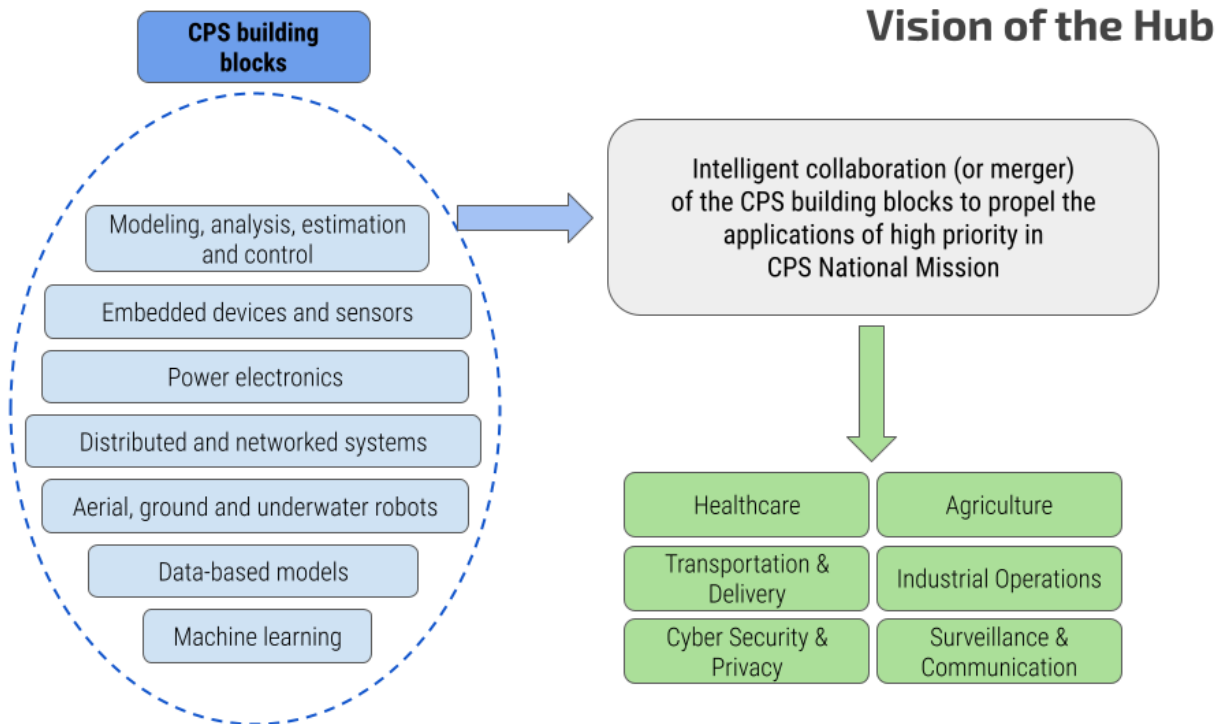 Vision of the Hub
CPS building
blocks
Modeling, analysis, estimation
and control
Embedded devices and sensors
Power electronics
Distributed and networked systems
Aerial, ground and underwater robots
Data-based models
Machine learning
Intelligent collaboration (or merger)
of the CPS building blocks to propel the
applications of high priority in
CPS National Mission
Healthcare
Agriculture
Transportation &
Delivery
Industrial Operations
Cyber Security &
Privacy
Surveillance &
Communication